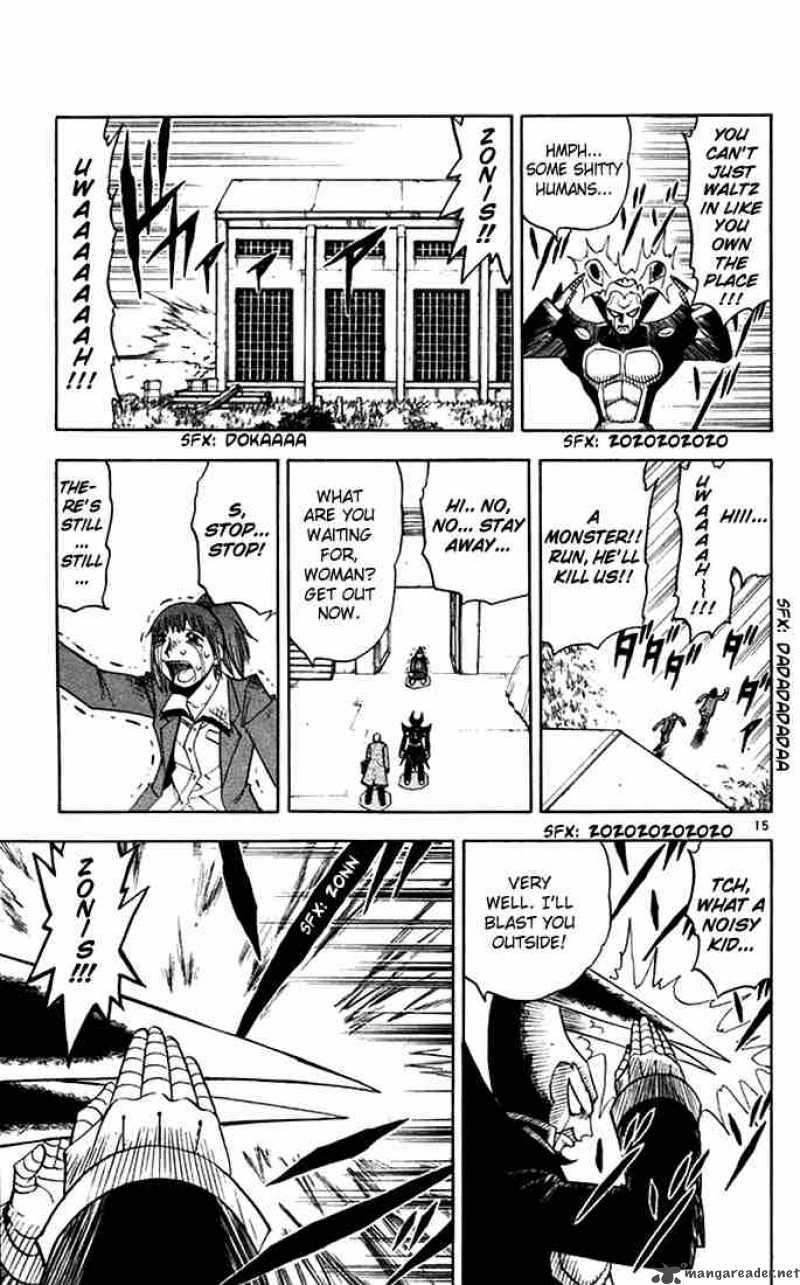 YOU
CAN'T
JUST
WALTZ
IN LIKE
YOU
OWN
THE
PLACE
!!!
HMPH...
SOME SHITTY
HUMANS...
SFX: ZOZOZOZOZO
ZONIS!!
UWAAAAAAAAH!!!
SFX: DOKAAAA
HIII...
UWAAAAAH~!!!
A
MONSTER!!
RUN, HE'LL
KILL US!!
SFX: DADADADADAA
HI.. NO,
NO... STAY
AWAY...
WHAT
ARE YOU
WAITING
FOR,
WOMAN?
GET OUT
NOW.
S,
STOP...
STOP!
THE-
RE'S
STILL
...
STILL
...
15
SFX: ZOZOZOZOZOZO
TCH,
WHAT A
NOISY
KID...
VERY
WELL. I'LL
BLAST YOU
OUTSIDE!
SFX: ZONN
ZONIS!!!
mangareader.net